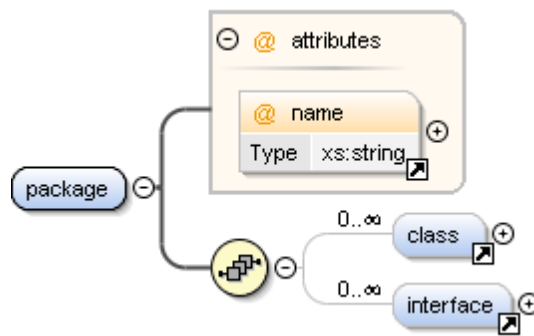 @ attributes
@ name
Type xs:string
package
0..∞
class
0..∞
interface